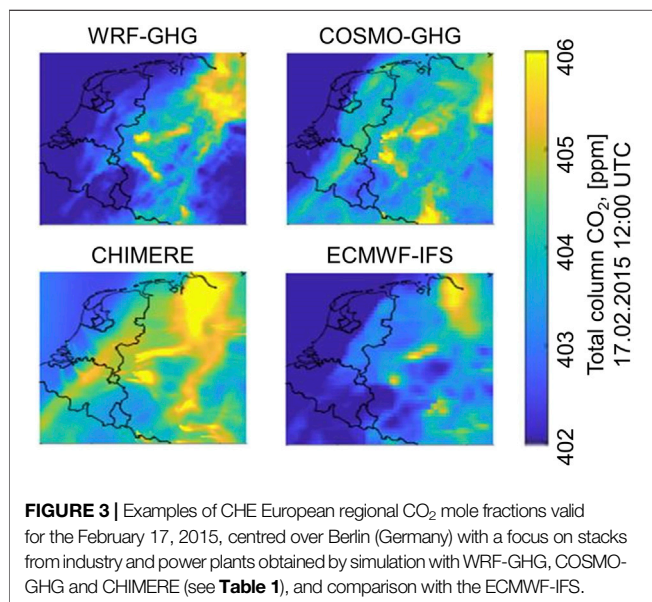 WRF-GHG
COSMO-GHG
CHIMERE
ECMWF-IFS
406
405
404
403
402
Total column CO₂, [ppm]
17.02.2015 12:00 UTC
FIGURE 3 | Examples of CHE European regional CO₂ mole fractions valid
for the February 17, 2015, centred over Berlin (Germany) with a focus on stacks
from industry and power plants obtained by simulation with WRF-GHG, COSMO-
GHG and CHIMERE (see Table 1), and comparison with the ECMWF-IFS.